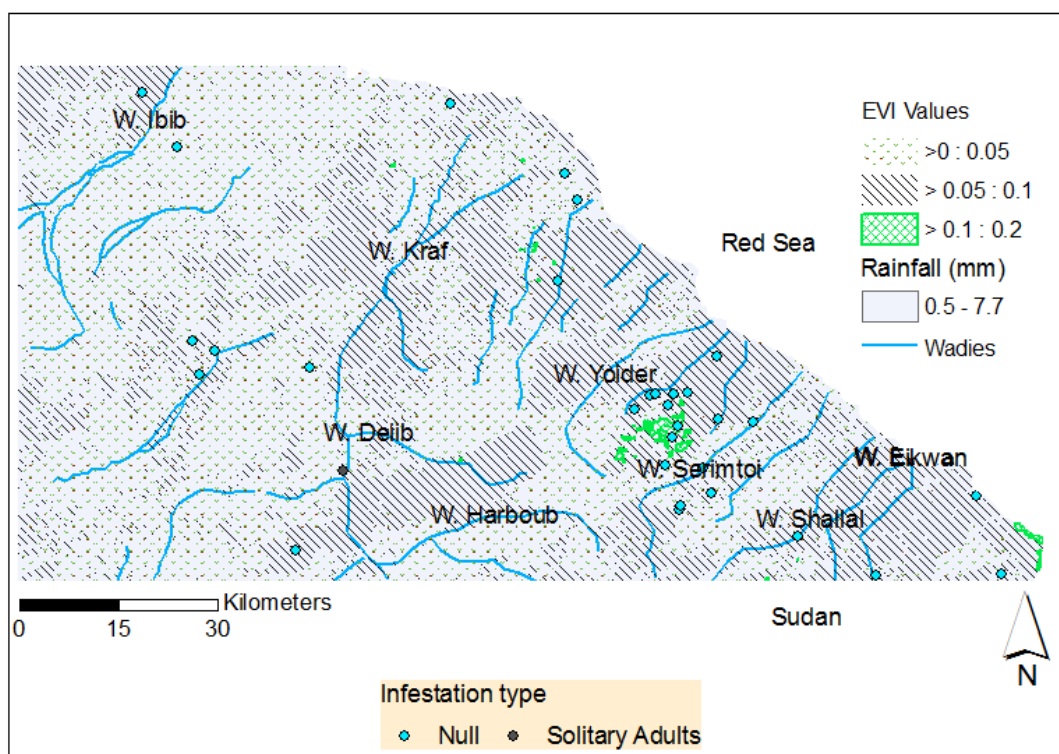 W. Ibib
W. Kraf
Red Sea
W. Yoider
W. Delib
W. Serimtoi
W. Eikwan
W. Harboub
W. Shallal
Sudan
EVI Values
>0 : 0.05
> 0.05 : 0.1
> 0.1 : 0.2
Rainfall (mm)
0.5 - 7.7
Wadies
Kilometers
0 15 30
N
Infestation type
Null Solitary Adults